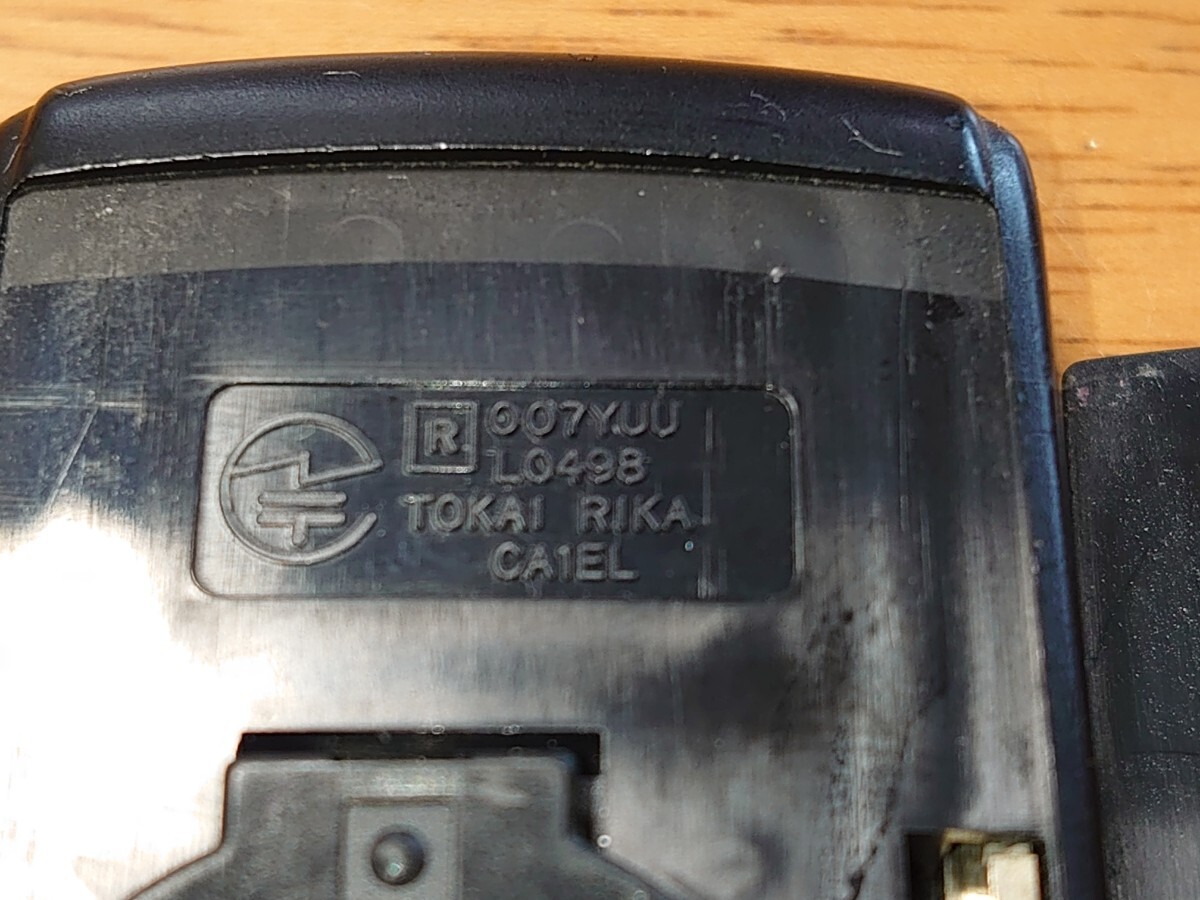 R 007YUU
L0498
TOKAI RIKA
CA1EL